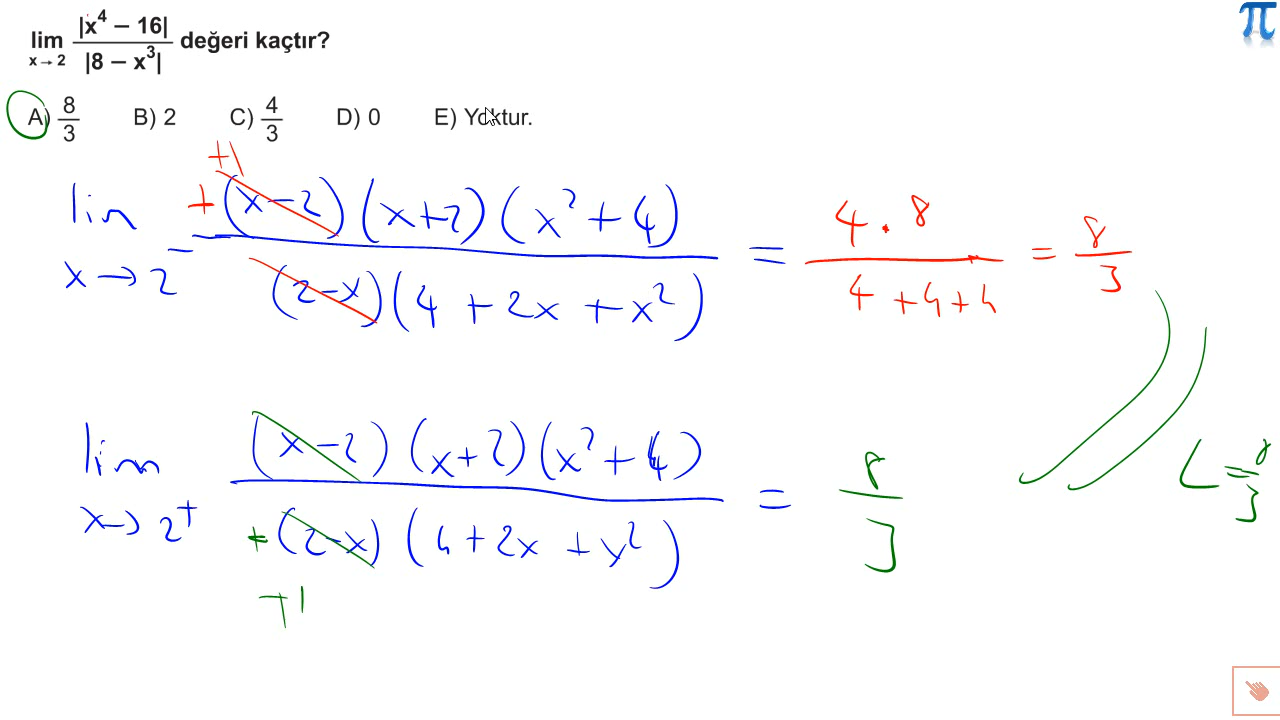 lim x→2 |x⁴ − 16| / |8 − x³| değeri kaçtır?
A) 8/3 B) 2 C) 4/3 D) 0 E) Yoktur.
+1
lim x→2⁻ +(x−2)(x+2)(x²+4) / (2−x)(4+2x+x²) = 4·8 / 4+4+4 = 8/3
lim x→2⁺ (x−2)(x+2)(x²+4) / +(2−x)(4+2x+x²) = 8/3
L = 8/3
+1
π